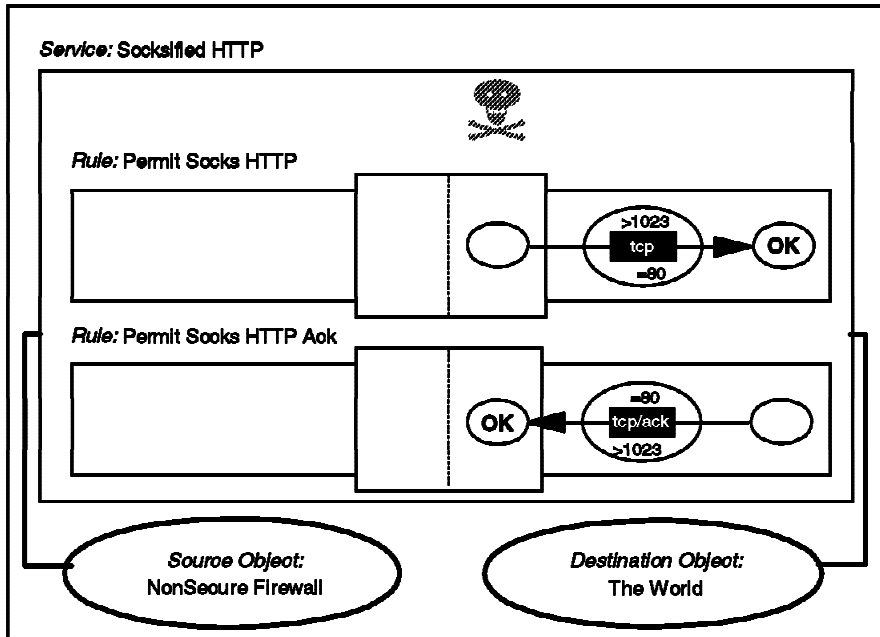 Service: Socksified HTTP
Rule: Permit Socks HTTP
>1023
tcp
=80
OK
Rule: Permit Socks HTTP Ack
=80
OK
tcp/ack
>1023
Source Object:
NonSecure Firewall
Destination Object:
The World